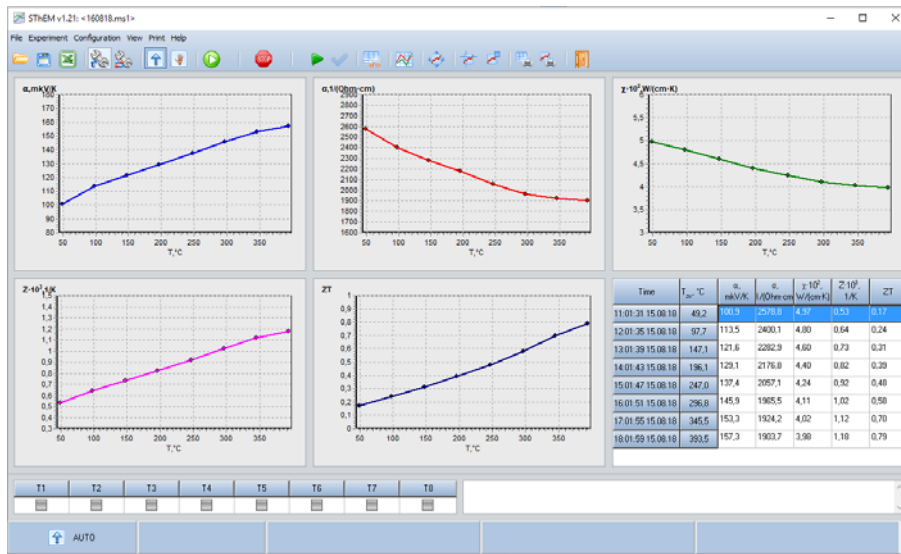 SThEM v1.21: <160818.ms1>
File Experiment Configuration View Print Help
α,mkV/K
180
170
160
150
140
130
120
110
100
90
80
50 100 150 200 250 300 350
T,°C
α,1/(Ohm-cm)
2900
2800
2700
2600
2500
2400
2300
2200
2100
2000
1900
1800
1700
1600
50 100 150 200 250 300 350
T,°C
χ·10²,W/(cm·K)
6
5,5
5
4,5
4
3,5
3
50 100 150 200 250 300 350
T,°C
Z·10³,1/K
1,5
1,4
1,3
1,2
1,1
1
0,9
0,8
0,7
0,6
0,5
0,4
0,3
50 100 150 200 250 300 350
T,°C
ZT
1
0,9
0,8
0,7
0,6
0,5
0,4
0,3
0,2
0,1
0
50 100 150 200 250 300 350
T,°C
Time °C α, mkV/K α, 1/(Ohm·cm χ·10², W/(cm·K) Z·10³, 1/K ZT
11:01:31 15.08.18 49,2 100,9 2578,8 4,97 0,53 0,17
12:01:35 15.08.18 97,7 113,5 2400,1 4,80 0,64 0,24
13:01:39 15.08.18 147,1 121,6 2282,9 4,60 0,73 0,31
14:01:43 15.08.18 196,1 129,1 2176,8 4,40 0,82 0,39
15:01:47 15.08.18 247,0 137,4 2057,1 4,24 0,92 0,48
16:01:51 15.08.18 296,8 145,9 1965,5 4,11 1,02 0,58
17:01:55 15.08.18 345,5 153,3 1924,2 4,02 1,12 0,70
18:01:59 15.08.18 393,5 157,3 1903,7 3,98 1,18 0,79
T1 T2 T3 T4 T5 T6 T7 T8
AUTO